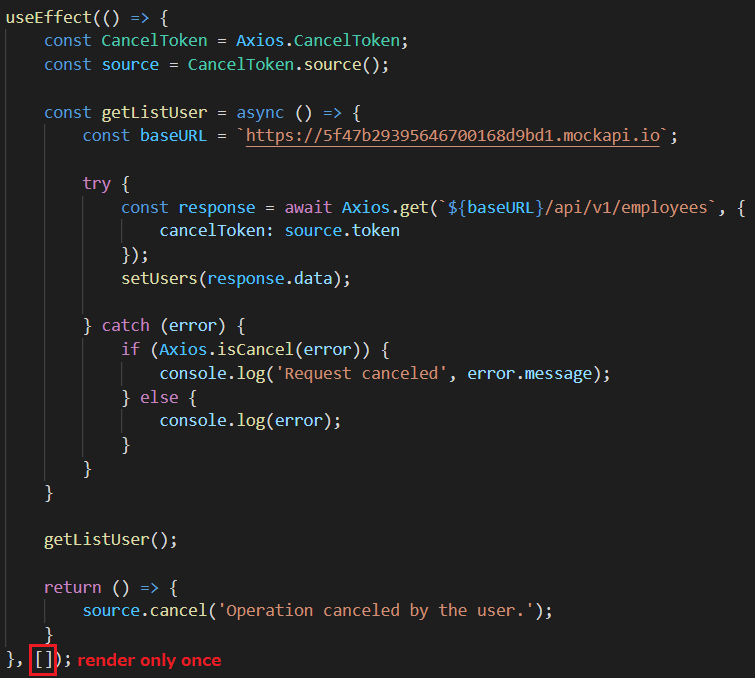 useEffect(() => {
    const CancelToken = Axios.CancelToken;
    const source = CancelToken.source();

    const getListUser = async () => {
        const baseURL = `https://5f47b29395646700168d9bd1.mockapi.io`;

        try {
            const response = await Axios.get(`${baseURL}/api/v1/employees`, {
                cancelToken: source.token
            });
            setUsers(response.data);

        } catch (error) {
            if (Axios.isCancel(error)) {
                console.log('Request canceled', error.message);
            } else {
                console.log(error);
            }
        }
    }

    getListUser();

    return () => {
        source.cancel('Operation canceled by the user.');
    }
}, []); render only once